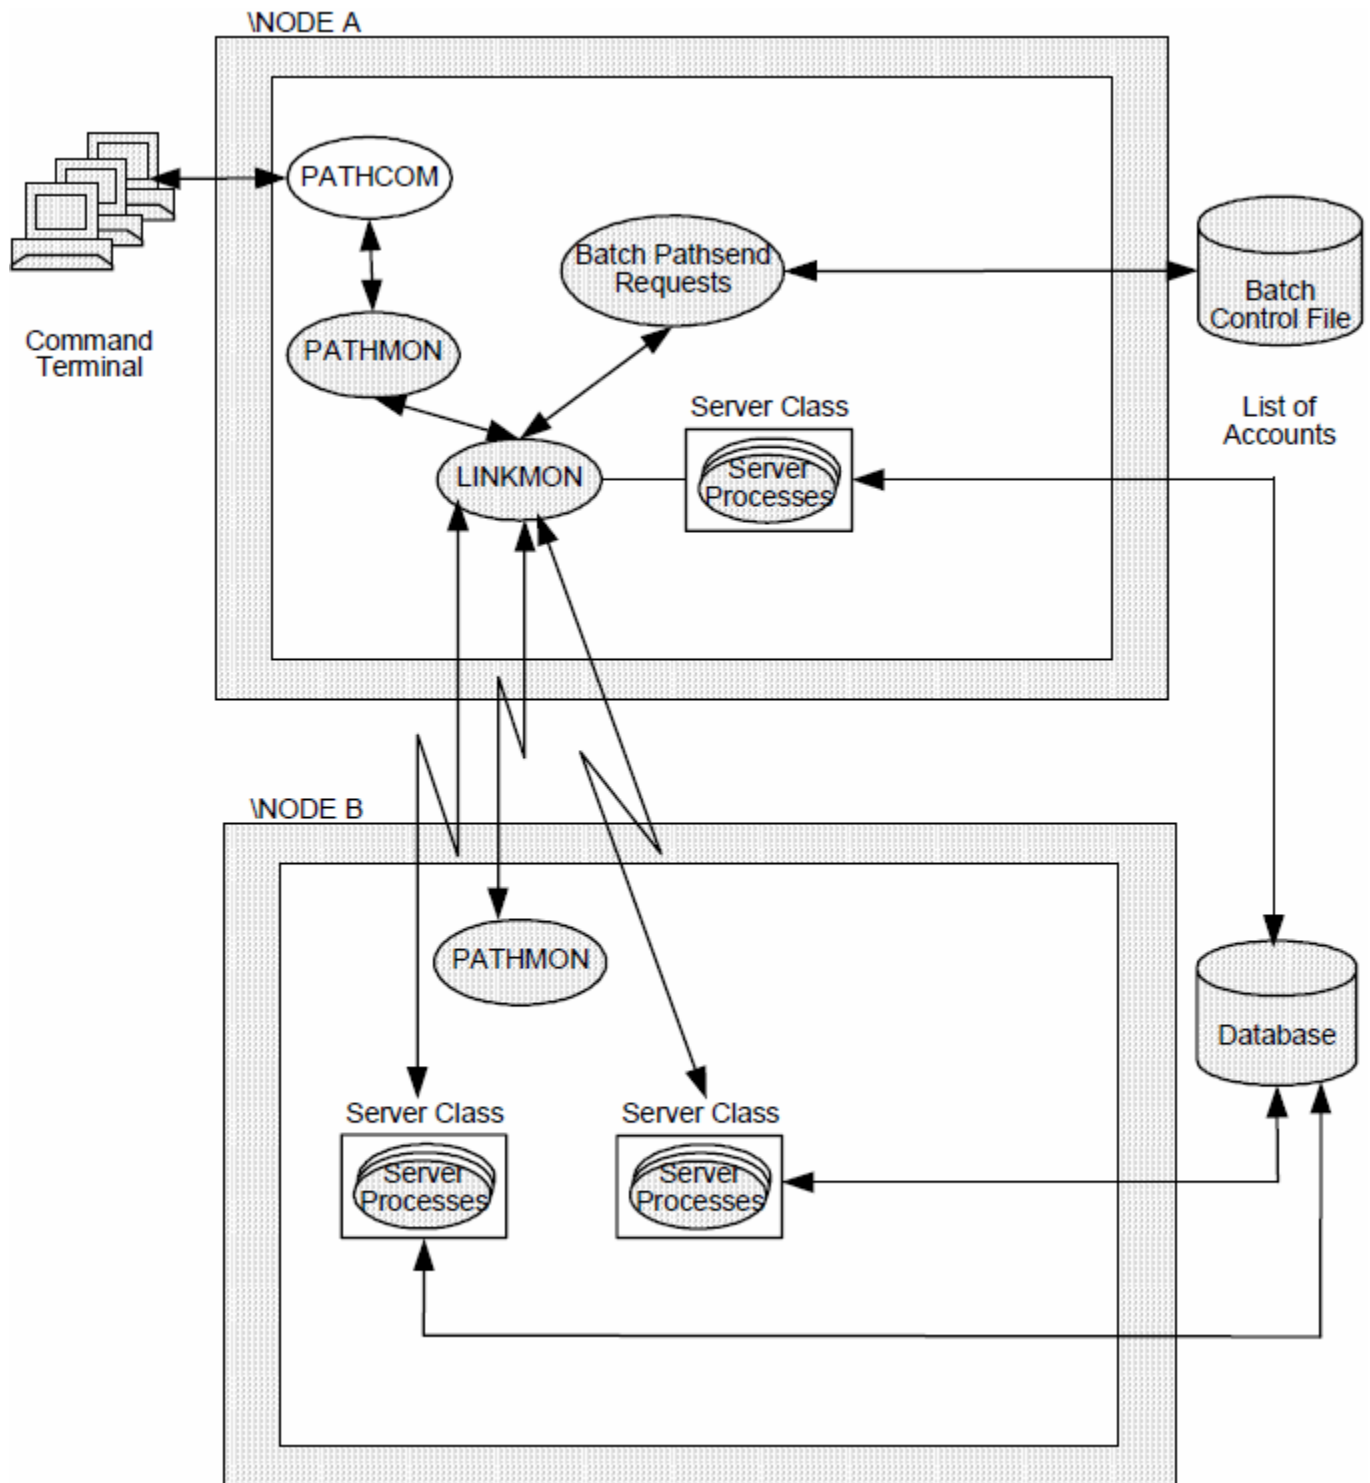 \NODE A
PATHCOM
Batch Pathsend
Requests
Batch
Control File
Command
Terminal
PATHMON
List of
Accounts
Server Class
LINKMON
Server
Processes
\NODE B
PATHMON
Database
Server Class
Server
Processes
Server Class
Server
Processes